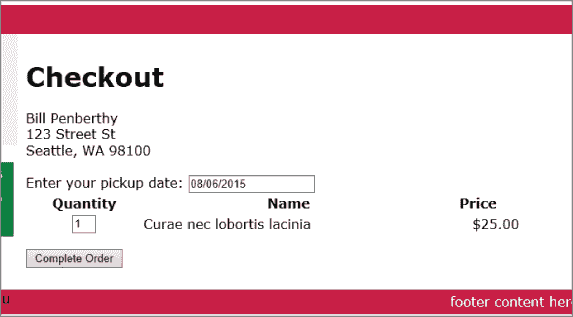 Checkout
Bill Penberthy
123 Street St
Seattle, WA 98100
Enter your pickup date: 08/06/2015
Quantity Name Price
1 Curae nec lobortis lacinia $25.00
Complete Order
footer content her